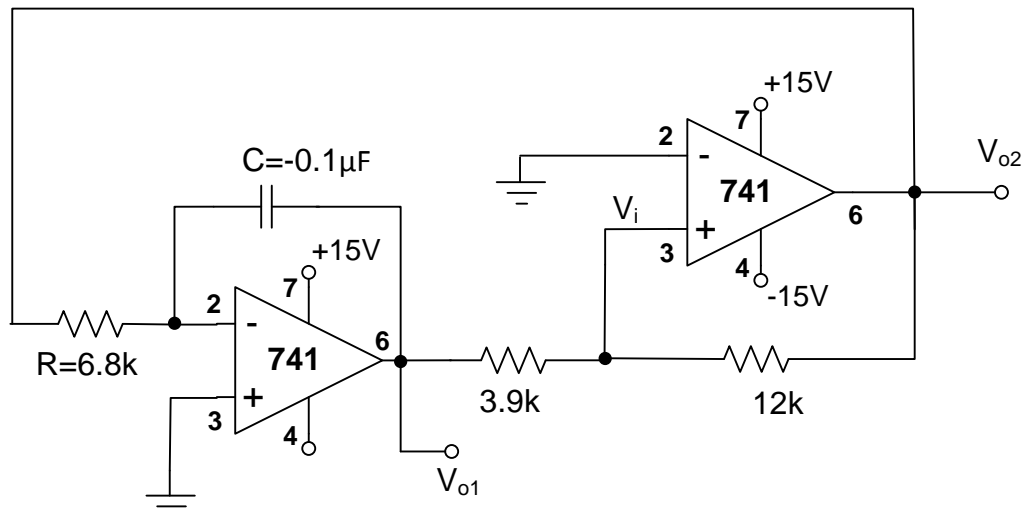 +15V
7
2
-
741
6
V_o2
C=-0.1µF
V_i
+
3
4
-15V
+15V
7
2
-
741
6
R=6.8k
+
3
4
3.9k
12k
V_o1